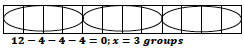 12 − 4 − 4 − 4 = 0; x = 3 groups